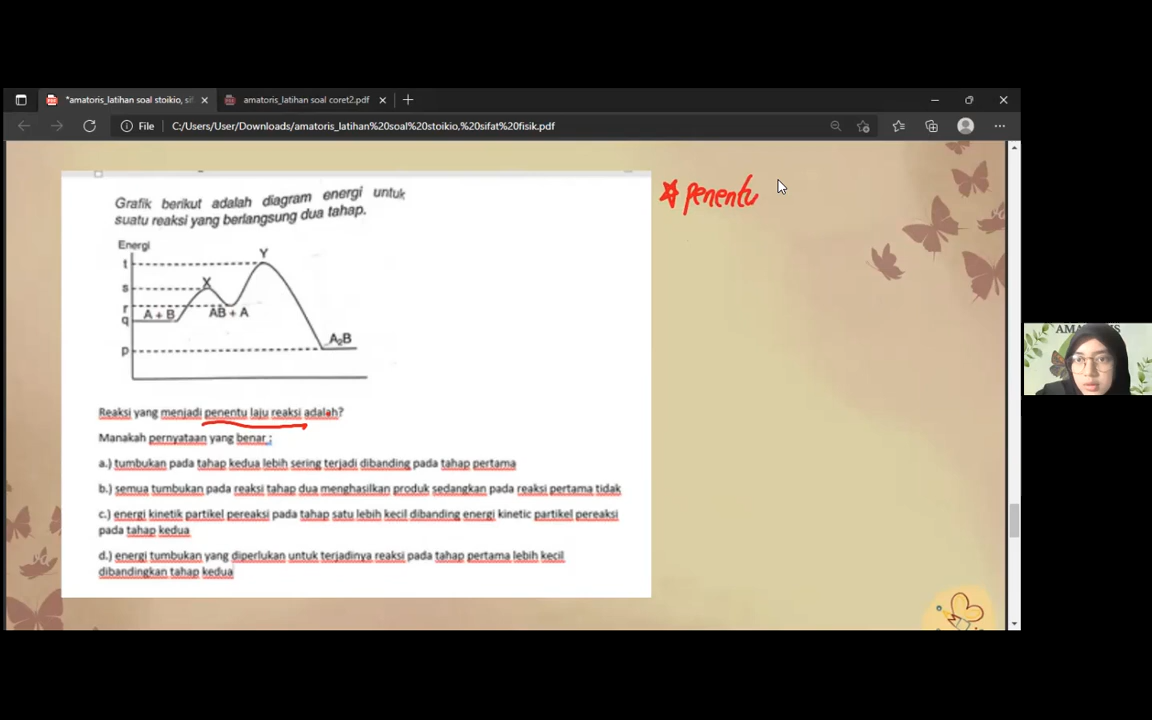 *amatoris_latihan soal stoikio, si
amatoris_latihan soal coret2.pdf
File C:/Users/User/Downloads/amatoris_latihan%20soal%20stoikio,%20sifat%20fisik.pdf
Grafik berikut adalah diagram energi untuk
suatu reaksi yang berlangsung dua tahap.
Energi
t
s
r
q
p
X
Y
A + B
AB + A
A₂B
Reaksi yang menjadi penentu laju reaksi adalah?
Manakah pernyataan yang benar :
a.) tumbukan pada tahap kedua lebih sering terjadi dibanding pada tahap pertama
b.) semua tumbukan pada reaksi tahap dua menghasilkan produk sedangkan pada reaksi pertama tidak
c.) energi kinetik partikel pereaksi pada tahap satu lebih kecil dibanding energi kinetic partikel pereaksi
pada tahap kedua
d.) energi tumbukan yang diperlukan untuk terjadinya reaksi pada tahap pertama lebih kecil
dibandingkan tahap kedua
penentu